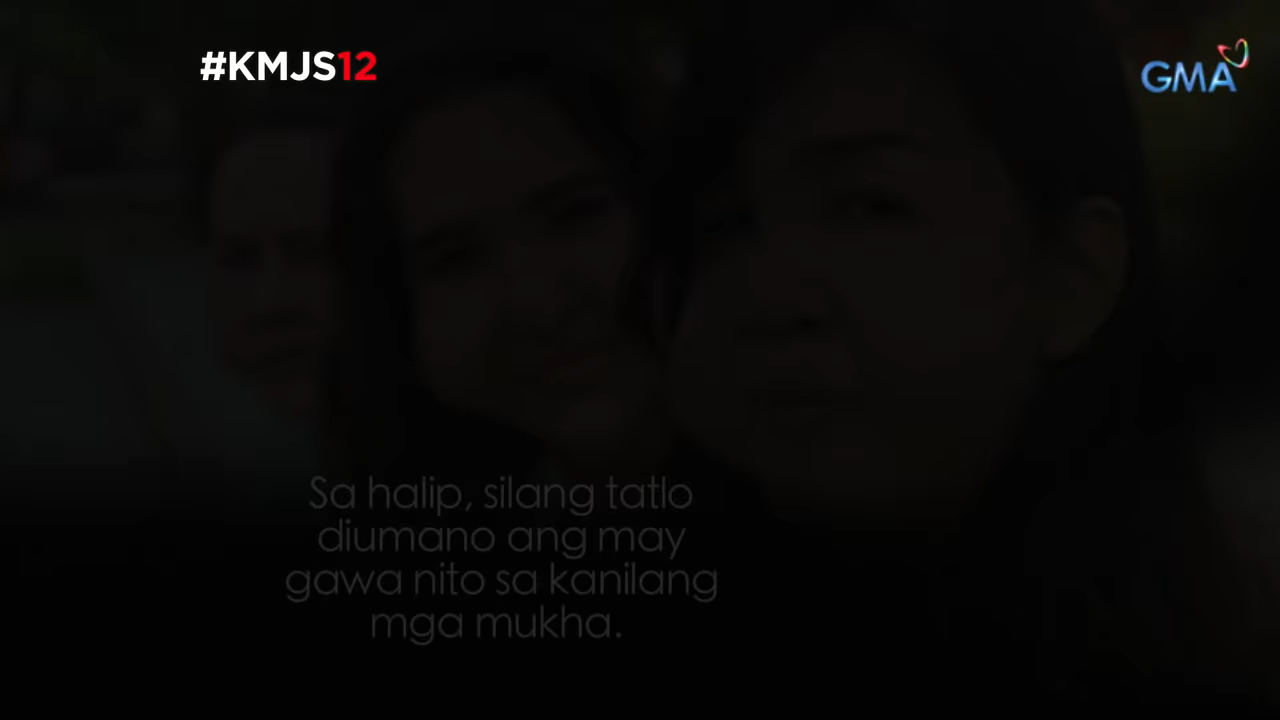 #KMJS12
GMA
Sa halip, silang tatlo
diumano ang may
gawa nito sa kanilang
mga mukha.